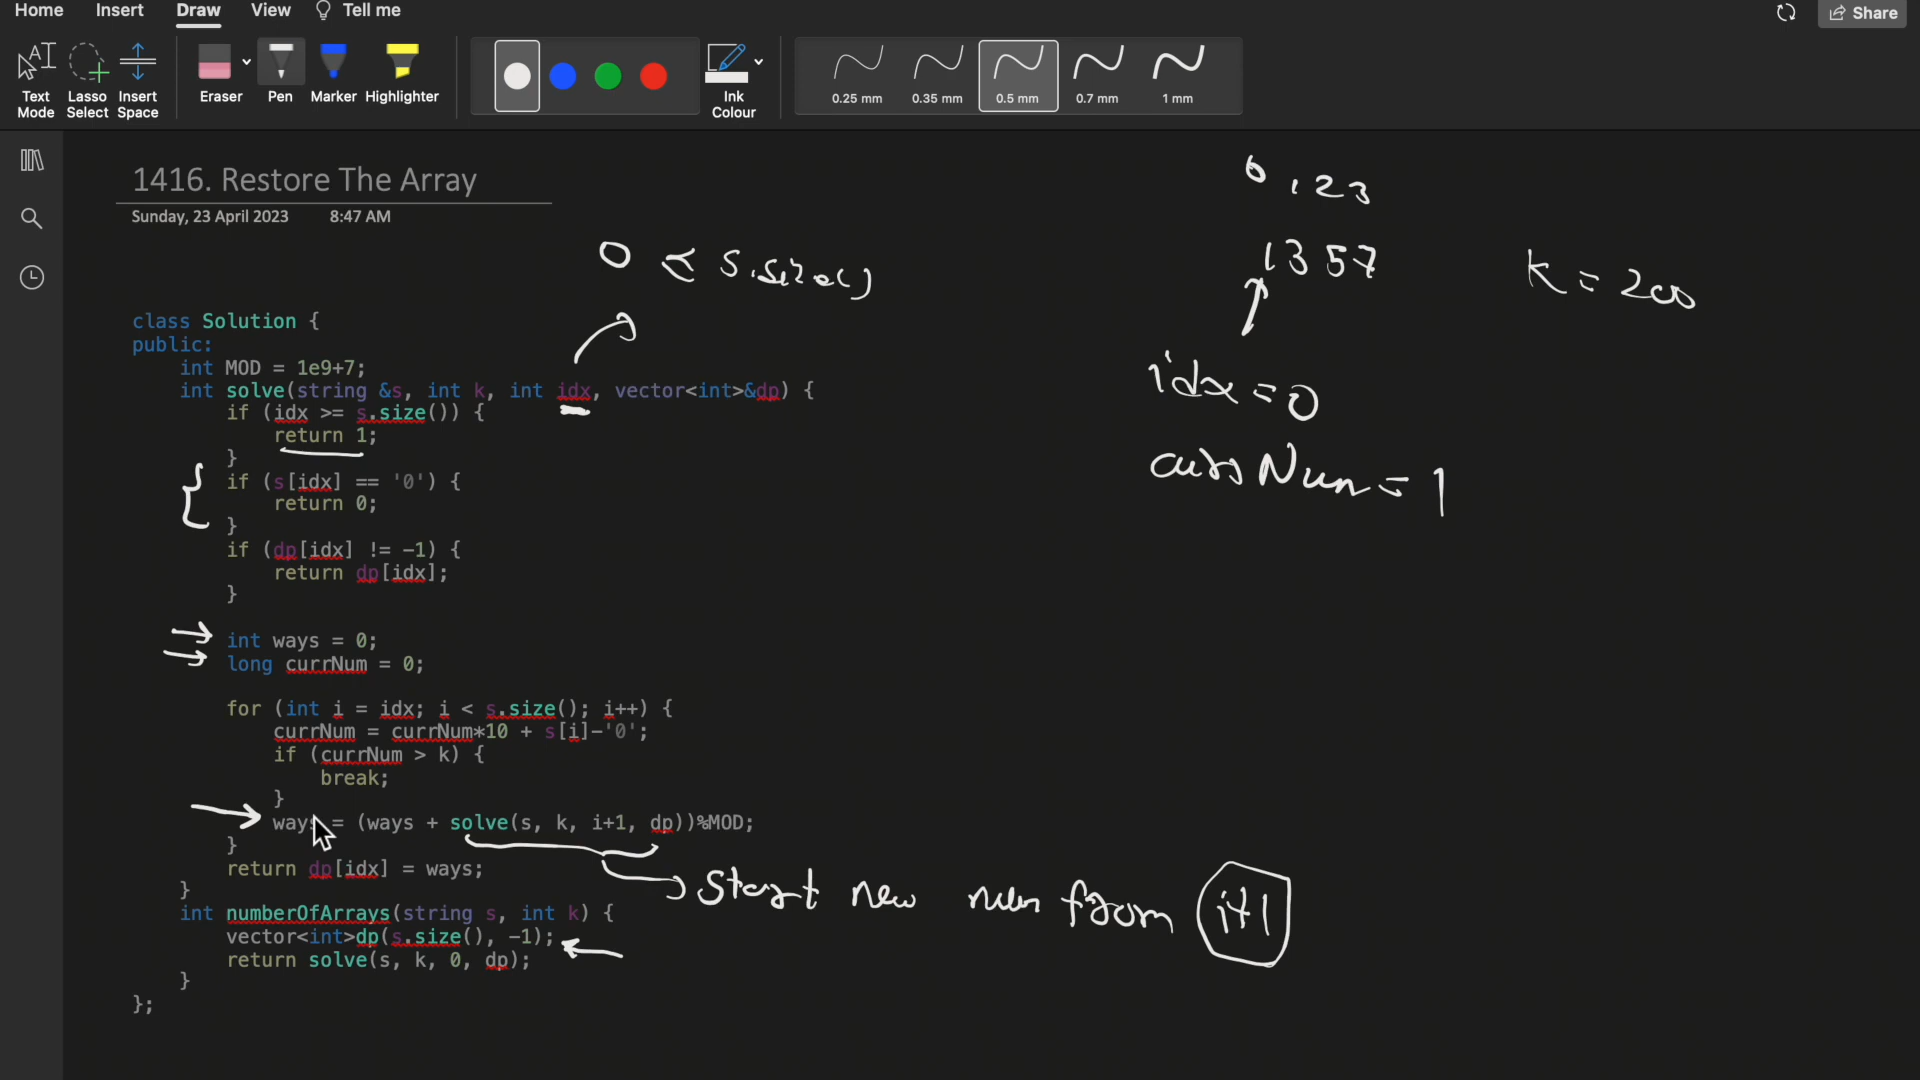 Home Insert Draw View Tell me Share
Text Mode Lasso Select Insert Space Eraser Pen Marker Highlighter Ink Colour 0.25 mm 0.35 mm 0.5 mm 0.7 mm 1 mm
1416. Restore The Array
Sunday, 23 April 2023 8:47 AM
0 1 2 3
1357
k = 200
0 < s.size()
idx = 0
currNum = 1
class Solution {
public:
    int MOD = 1e9+7;
    int solve(string &s, int k, int idx, vector<int>&dp) {
        if (idx >= s.size()) {
            return 1;
        }
        if (s[idx] == '0') {
            return 0;
        }
        if (dp[idx] != -1) {
            return dp[idx];
        }
        int ways = 0;
        long currNum = 0;
        for (int i = idx; i < s.size(); i++) {
            currNum = currNum*10 + s[i]-'0';
            if (currNum > k) {
                break;
            }
            ways = (ways + solve(s, k, i+1, dp))%MOD;
        }
        return dp[idx] = ways;
    }
    int numberOfArrays(string s, int k) {
        vector<int>dp(s.size(), -1);
        return solve(s, k, 0, dp);
    }
};
Start new num from i+1